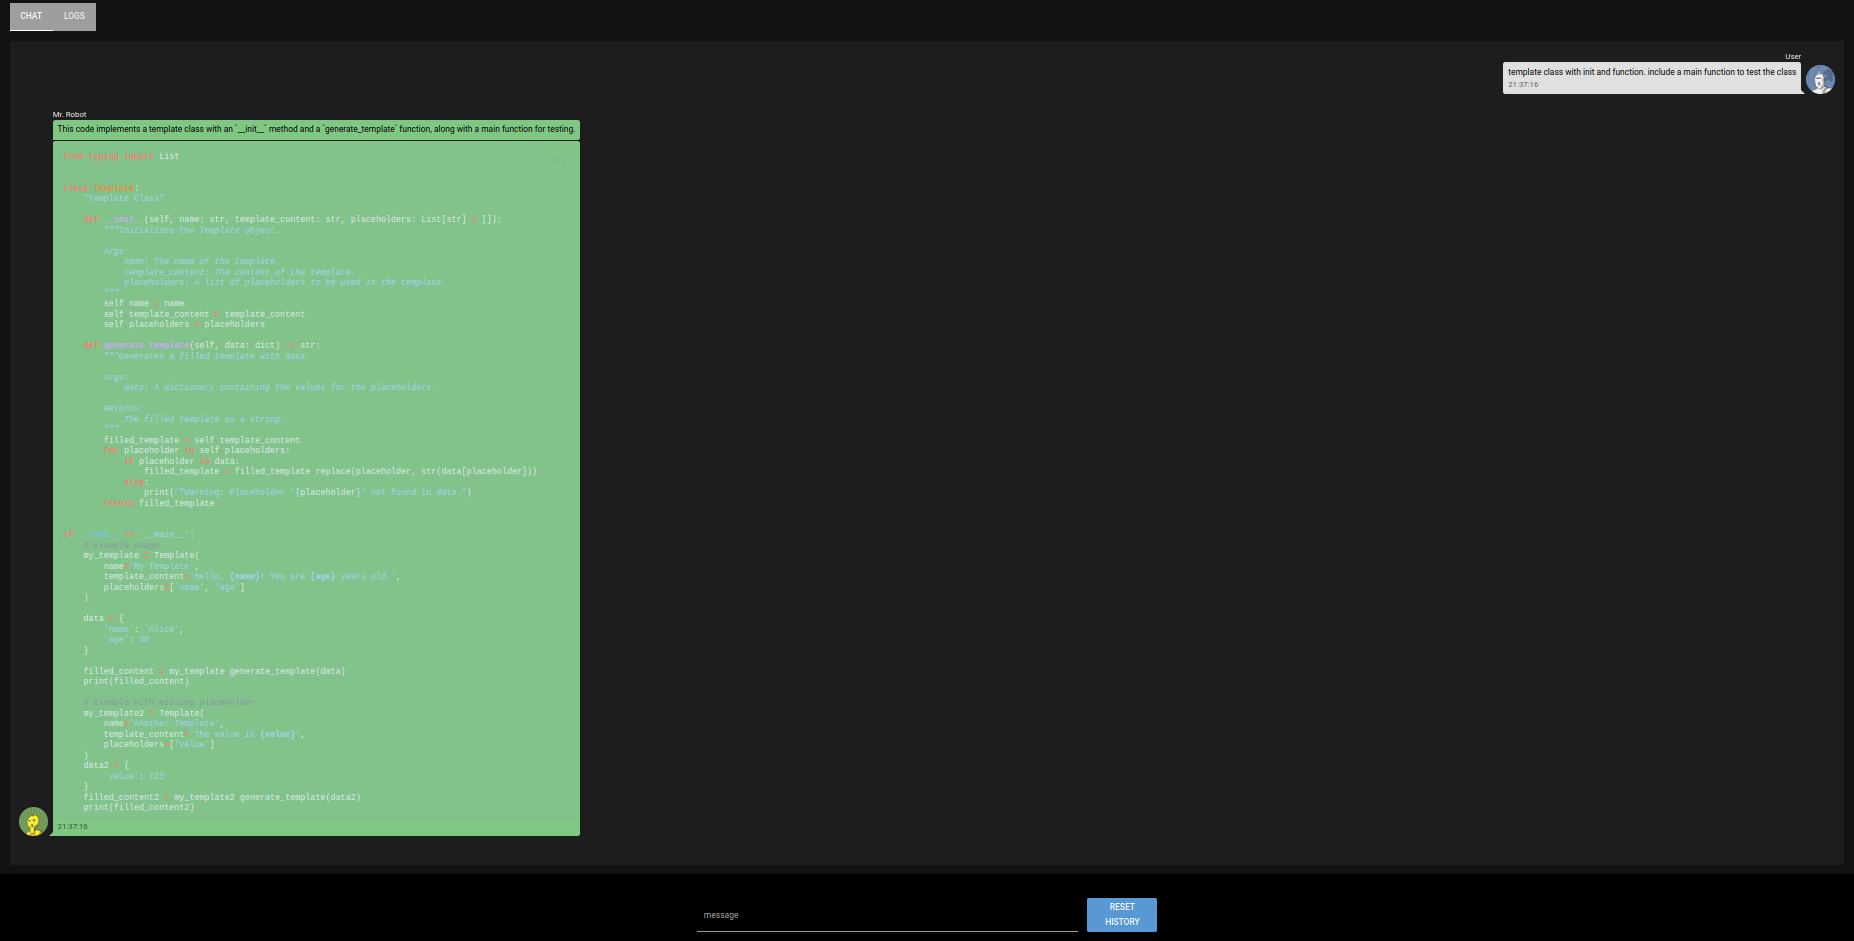 CHAT LOGS
User
template class with init and function. include a main function to test the class
21:37:16
Mr. Robot
This code implements a template class with an `__init__` method and a `generate_template` function, along with a main function for testing.
from typing import List
class Template:
"Template Class"
def __init__(self, name: str, template_content: str, placeholders: List[str] = []):
"""Initializes the Template object.
Args:
name: The name of the template.
template_content: The content of the template.
placeholders: A list of placeholders to be used in the template.
"""
self name = name
self template_content = template_content
self placeholders = placeholders
def generate_template(self, data: dict) -> str:
"""Generates a filled template with data.
Args:
data: A dictionary containing the values for the placeholders.
Returns:
The filled template as a string.
"""
filled_template = self template_content
for placeholder in self placeholders:
if placeholder in data:
filled_template = filled_template replace(placeholder, str(data[placeholder]))
else:
print(f"Warning: Placeholder '{placeholder}' not found in data.")
return filled_template
if __name__ == '__main__':
# Example Usage
my_template = Template(
name='My Template',
template_content='Hello, {name}! You are {age} years old.',
placeholders=['name', 'age']
)
data = {
'name': 'Alice',
'age': 30
}
filled_content = my_template generate_template(data)
print(filled_content)
# Example with missing placeholder
my_template2 = Template(
name='Another Template',
template_content='The value is {value}',
placeholders=['value']
)
data2 = {
'value': 123
}
filled_content2 = my_template2 generate_template(data2)
print(filled_content2)
21:37:16
message
RESET
HISTORY